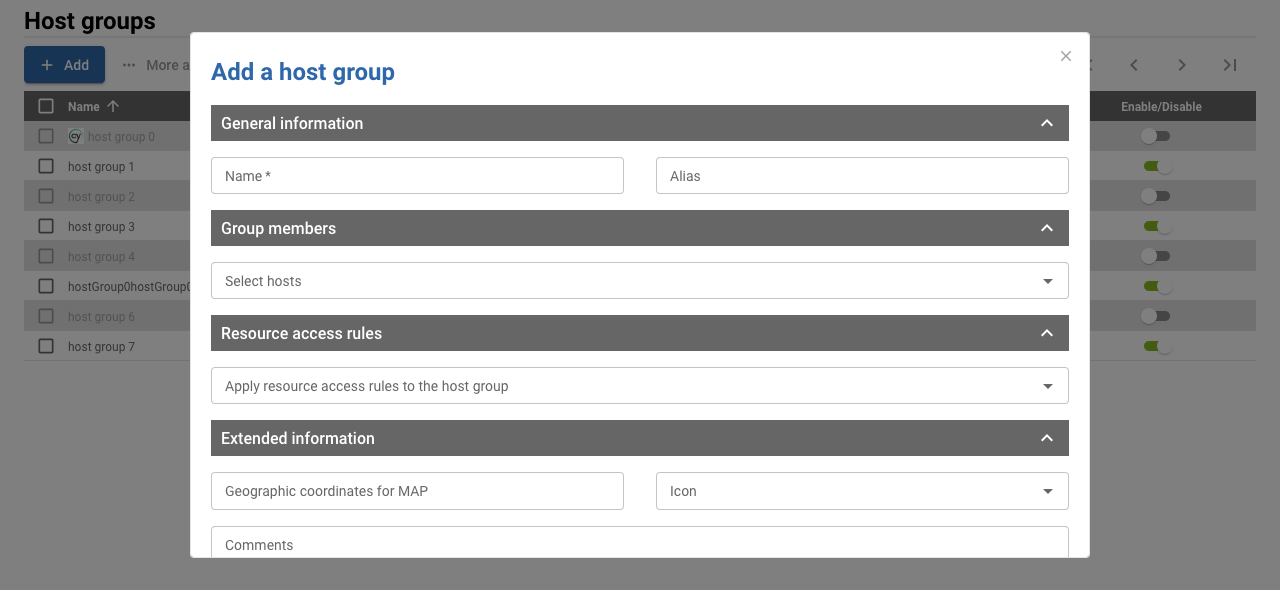 Host groups
Add
More a
Name
Enable/Disable
host group 0
host group 1
host group 2
host group 3
host group 4
hostGroup0hostGroup0
host group 6
host group 7
Add a host group
General information
Name *
Alias
Group members
Select hosts
Resource access rules
Apply resource access rules to the host group
Extended information
Geographic coordinates for MAP
Icon
Comments